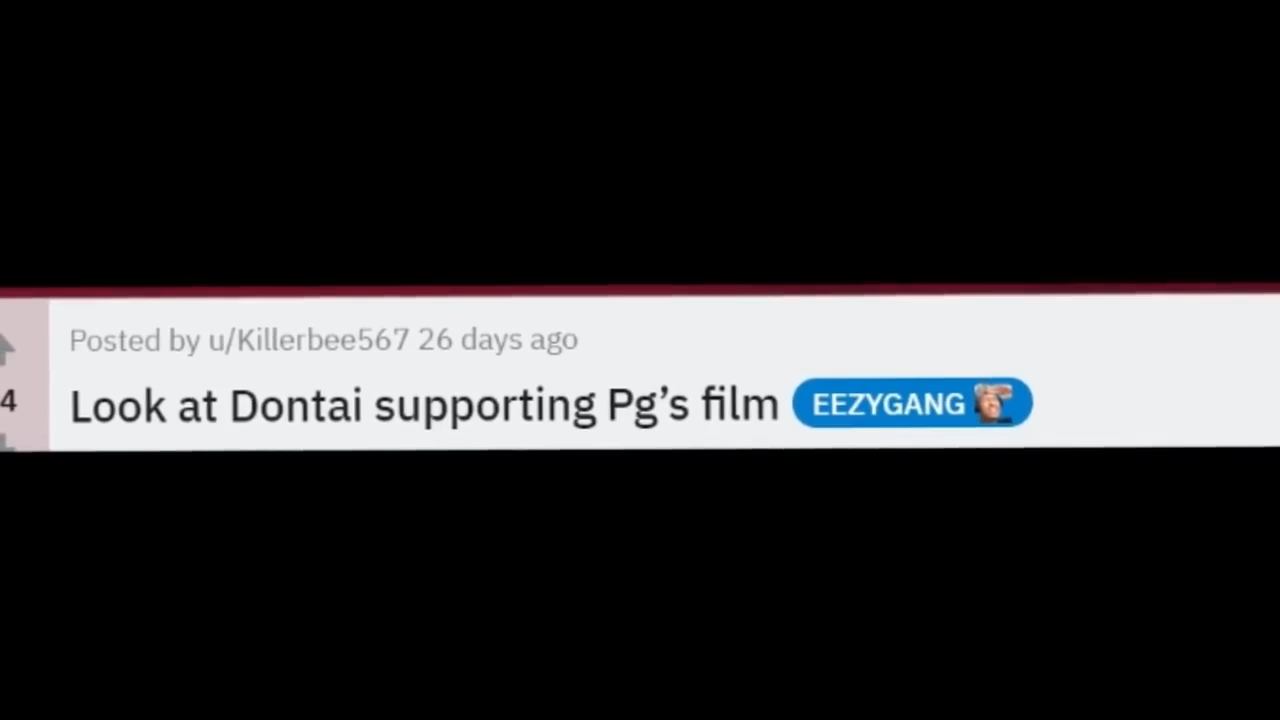 Posted by u/Killerbee567 26 days ago
4
Look at Dontai supporting Pg’s film EEZYGANG